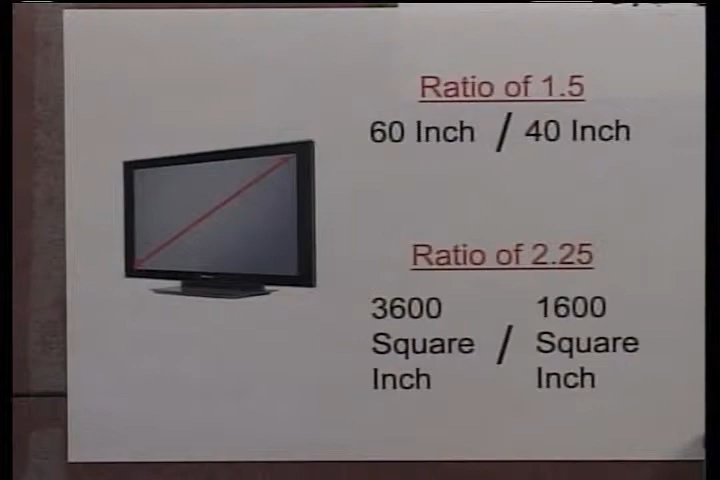 Ratio of 1.5
60 Inch / 40 Inch
Ratio of 2.25
3600 Square Inch / 1600 Square Inch